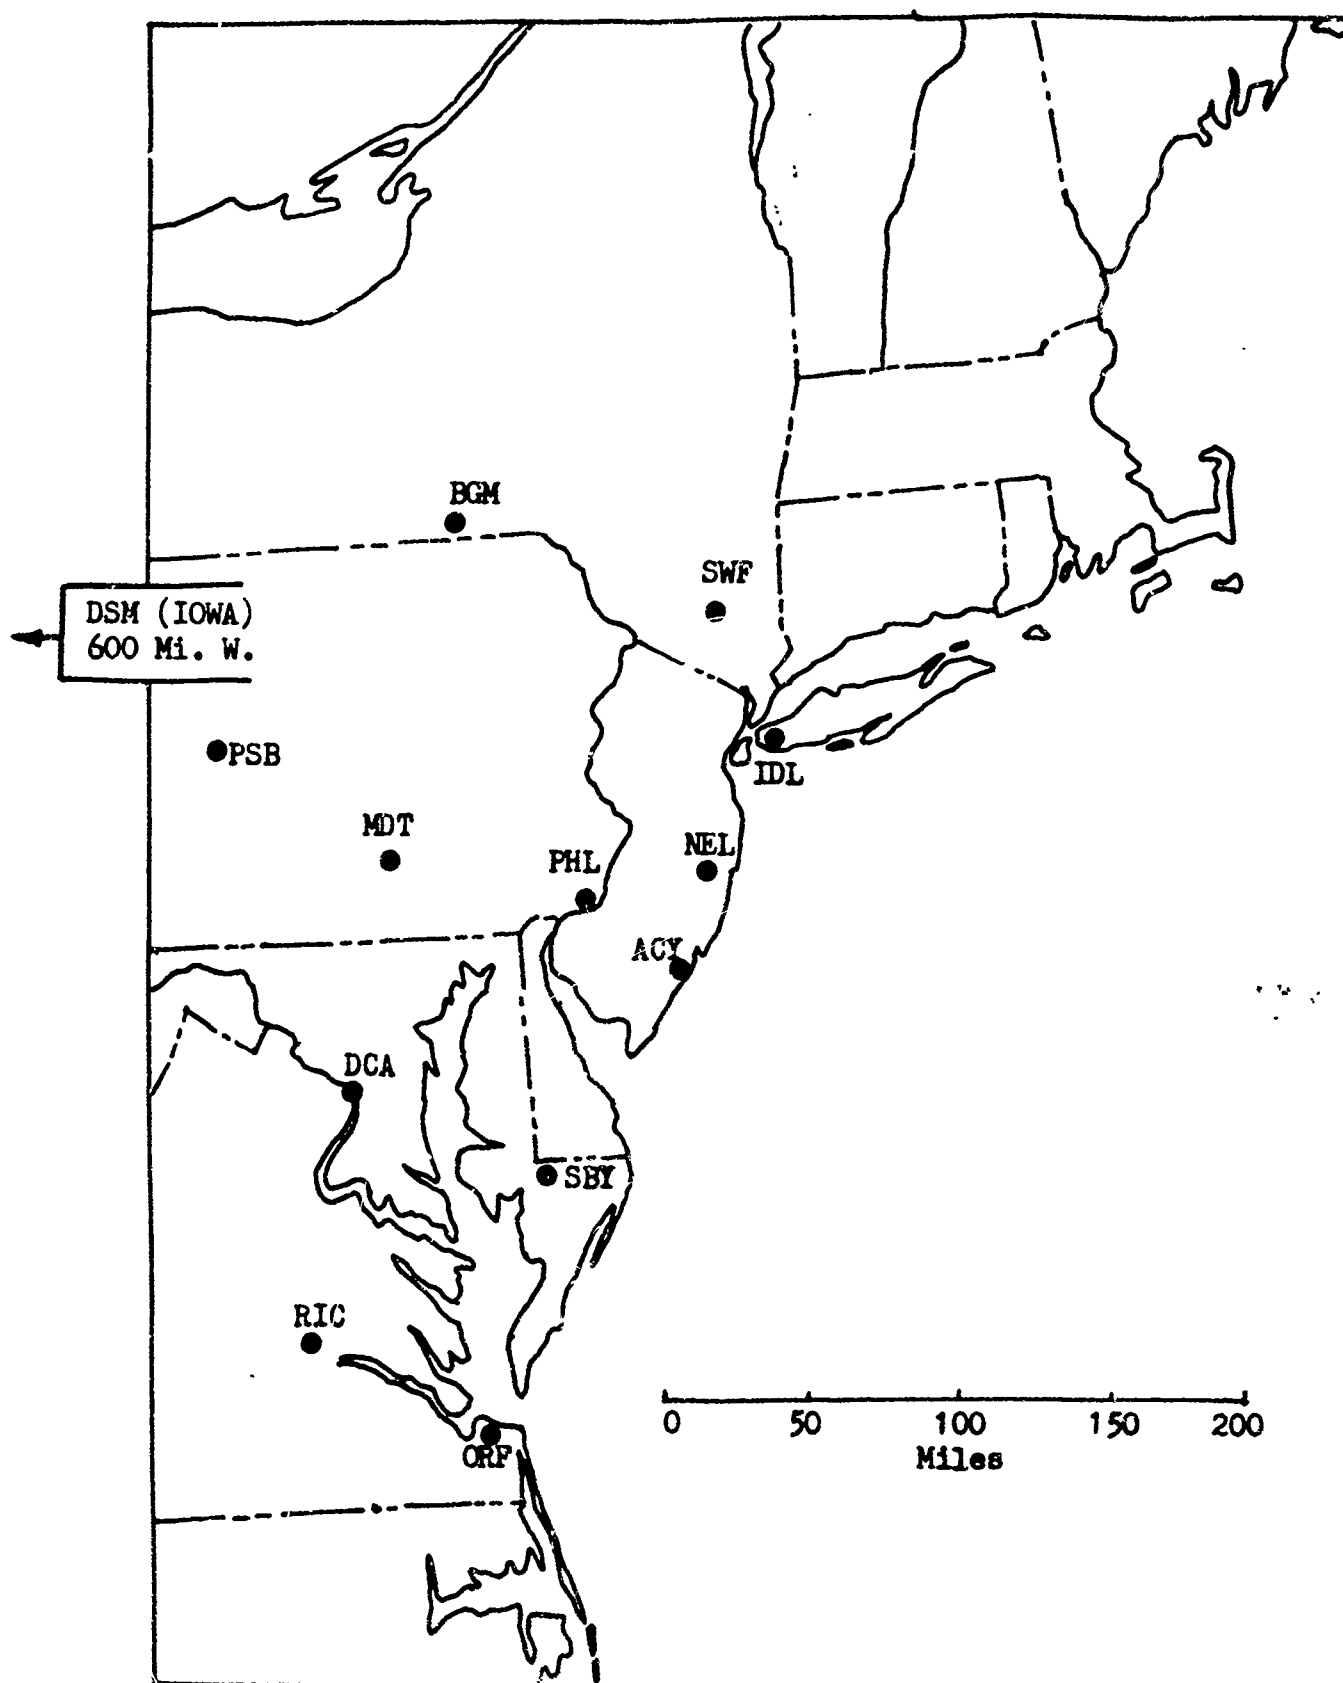 BGM
SWF
DSM (IOWA)
600 Mi. W.
PSB
IDL
MDT
NEL
PHL
ACY
DCA
SBY
RIC
0 50 100 150 200
Miles
ORF